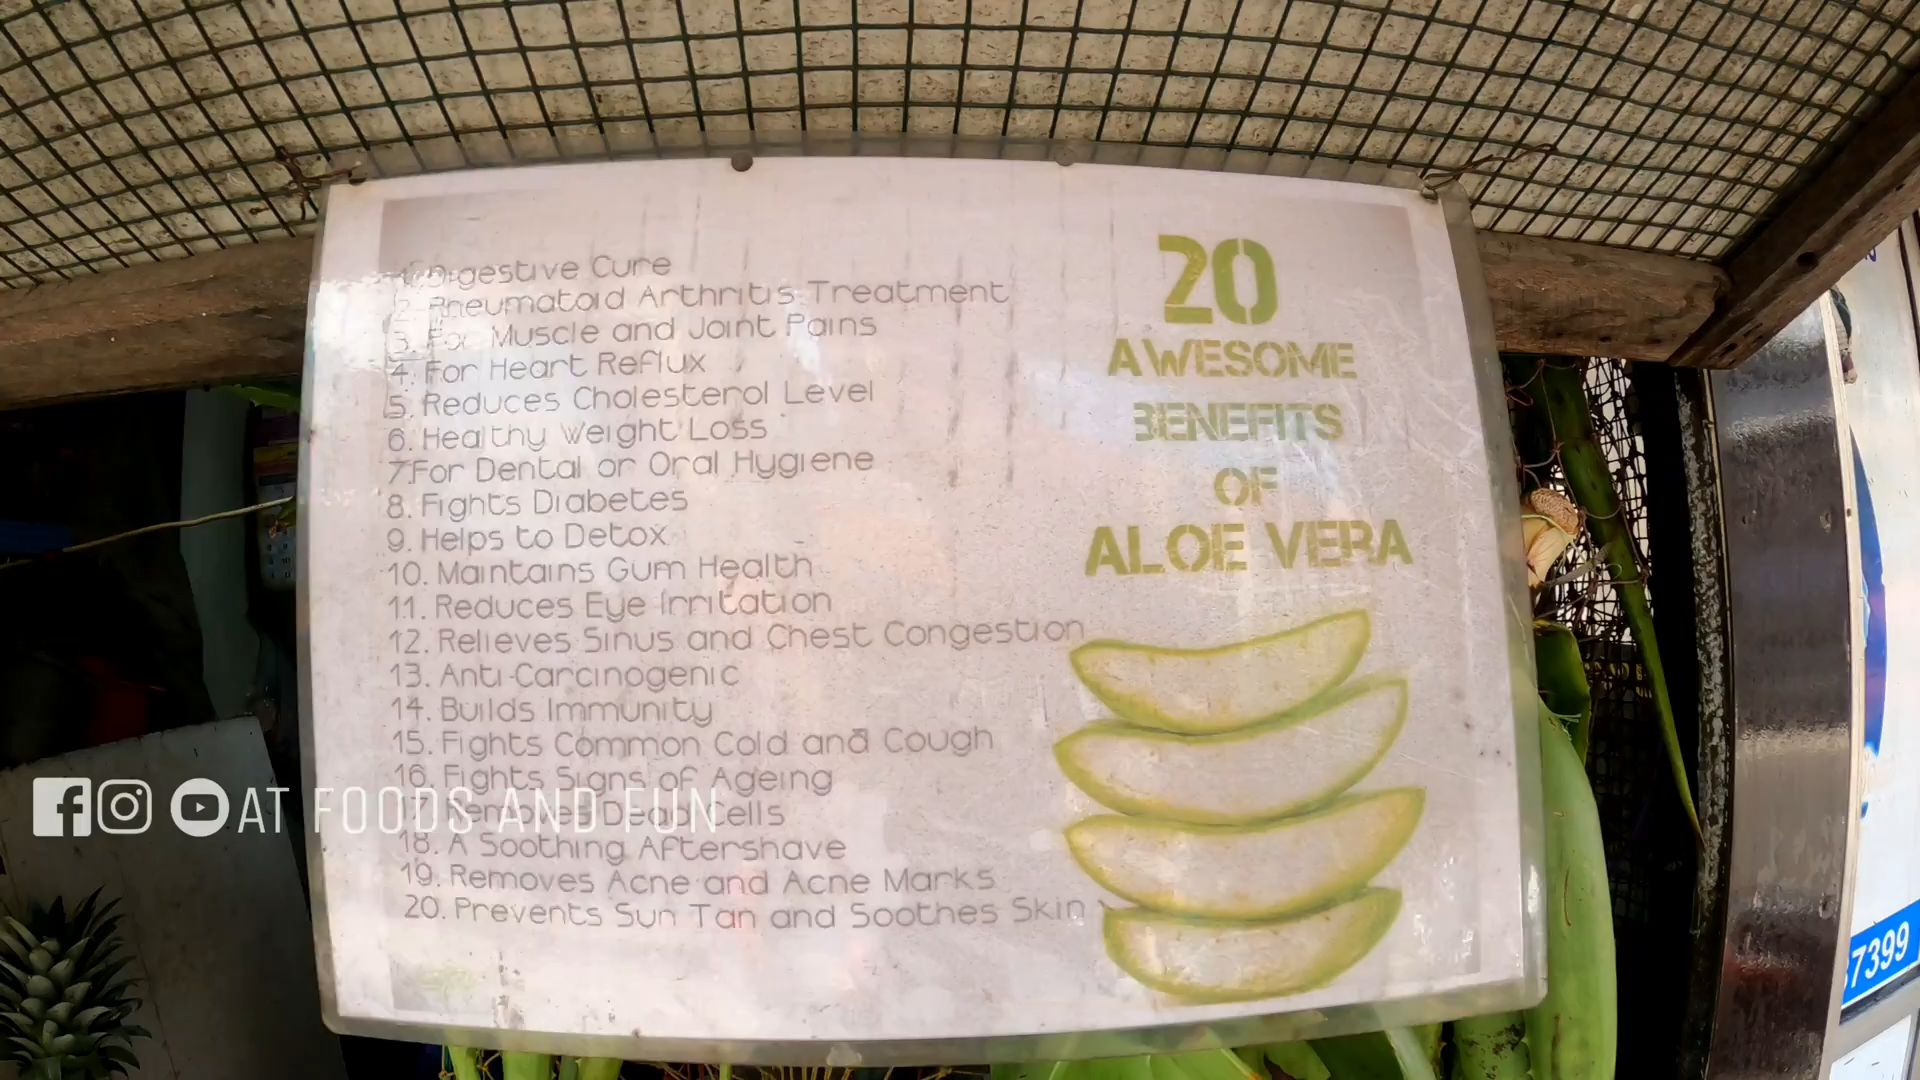 1. Digestive Cure
2. Rheumatoid Arthritis Treatment
3. For Muscle and Joint Pains
4. For Heart Reflux
5. Reduces Cholesterol Level
6. Healthy Weight Loss
7.For Dental or Oral Hygiene
8. Fights Diabetes
9. Helps to Detox
10. Maintains Gum Health
11. Reduces Eye Irritation
12. Relieves Sinus and Chest Congestion
13. Anti-Carcinogenic
14. Builds Immunity
15. Fights Common Cold and Cough
16. Fights Signs of Ageing
17. Removes Dead Cells
18. A Soothing Aftershave
19. Removes Acne and Acne Marks
20. Prevents Sun Tan and Soothes Skin
20
AWESOME
BENEFITS
OF
ALOE VERA
AT FOODS AND FUN
7399